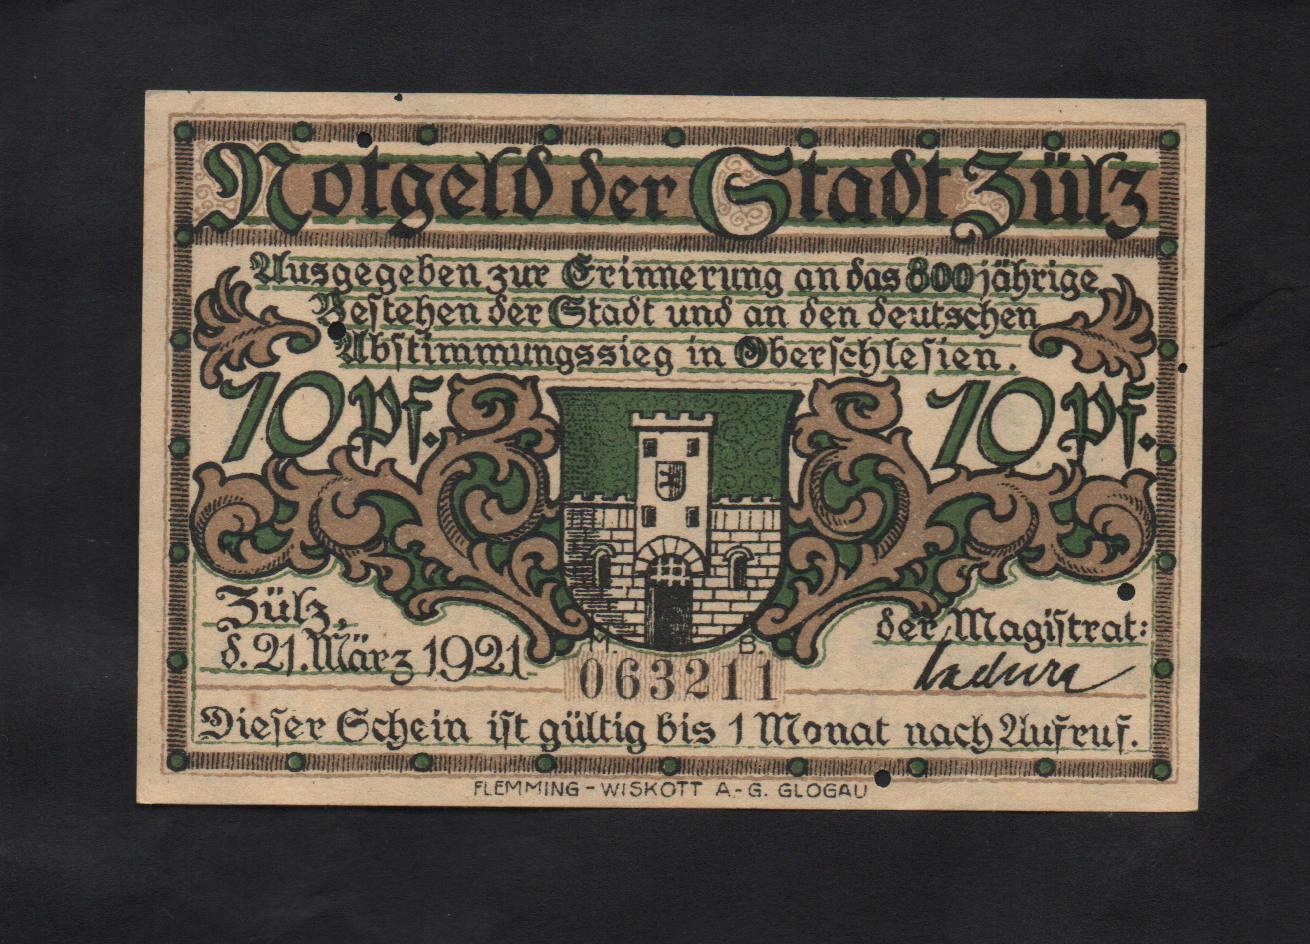 Notgeld der Stadt Zülz
Ausgegeben zur Erinnerung an das 800 jährige
Bestehen der Stadt und an den deutschen
Abstimmungssieg in Oberschlesien.
10 Pf. 10 Pf.
Zülz,
d. 21. März 1921
der Magistrat:
M. B.
063211
Dieser Schein ist gültig bis 1 Monat nach Aufruf.
FLEMMING-WISKOTT A.-G. GLOGAU